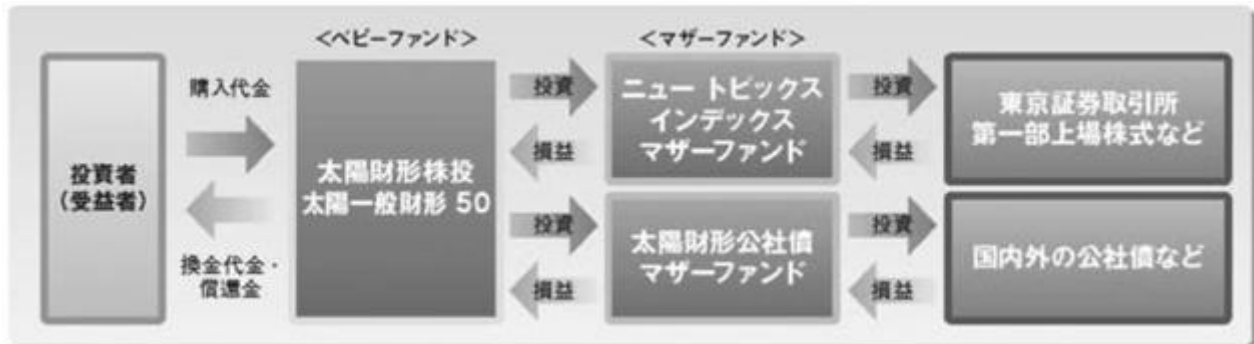 <ベビーファンド>
<マザーファンド>
投資者
(受益者)
購入代金
換金代金・
償還金
太陽財形株投
太陽一般財形 50
投資
損益
投資
損益
ニュー トピックス
インデックス
マザーファンド
太陽財形公社債
マザーファンド
投資
損益
投資
損益
東京証券取引所
第一部上場株式など
国内外の公社債など